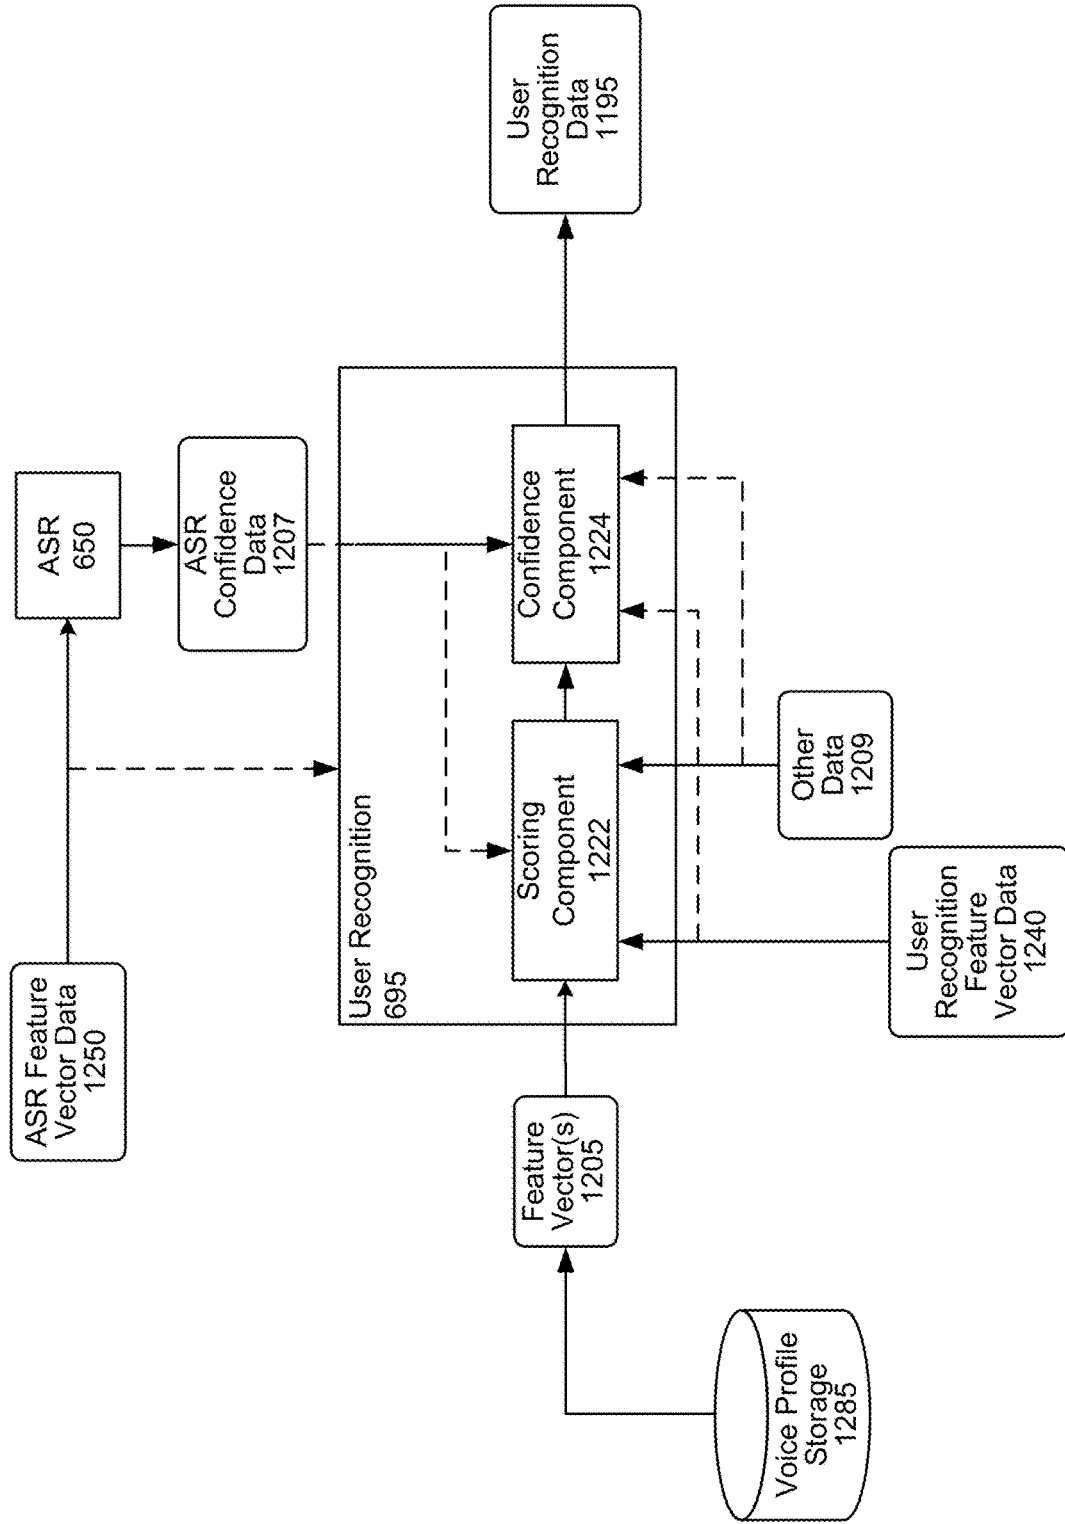 ASR Feature
Vector Data
1250
ASR
650
ASR
Confidence
Data
1207
User Recognition
695
Voice Profile
Storage
1285
Feature
Vector(s)
1205
Scoring
Component
1222
Confidence
Component
1224
User
Recognition
Data
1195
Other
Data
1209
User
Recognition
Feature
Vector Data
1240